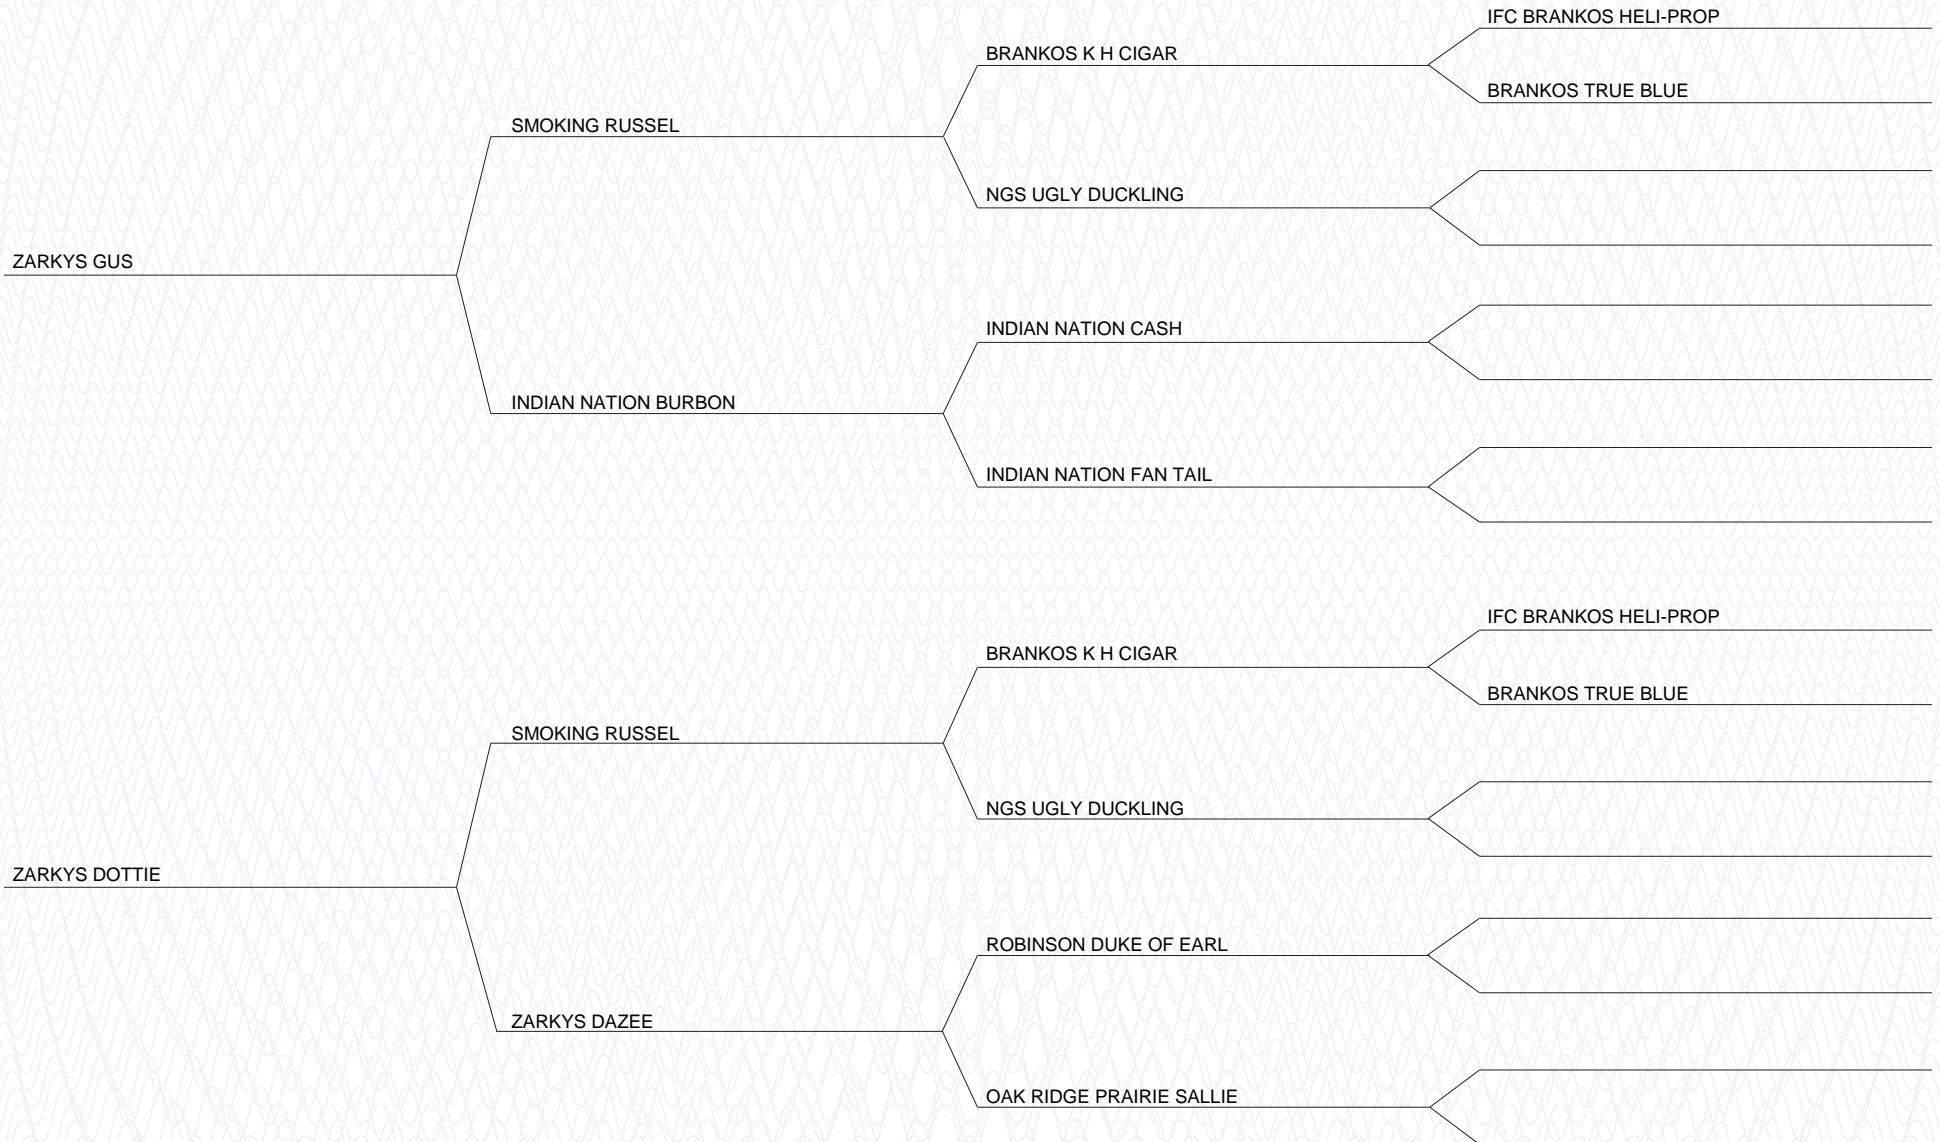 IFC BRANKOS HELI-PROP
BRANKOS K H CIGAR
BRANKOS TRUE BLUE
SMOKING RUSSEL
NGS UGLY DUCKLING
ZARKYS GUS
INDIAN NATION CASH
INDIAN NATION BURBON
INDIAN NATION FAN TAIL
IFC BRANKOS HELI-PROP
BRANKOS K H CIGAR
BRANKOS TRUE BLUE
SMOKING RUSSEL
NGS UGLY DUCKLING
ZARKYS DOTTIE
ROBINSON DUKE OF EARL
ZARKYS DAZEE
OAK RIDGE PRAIRIE SALLIE